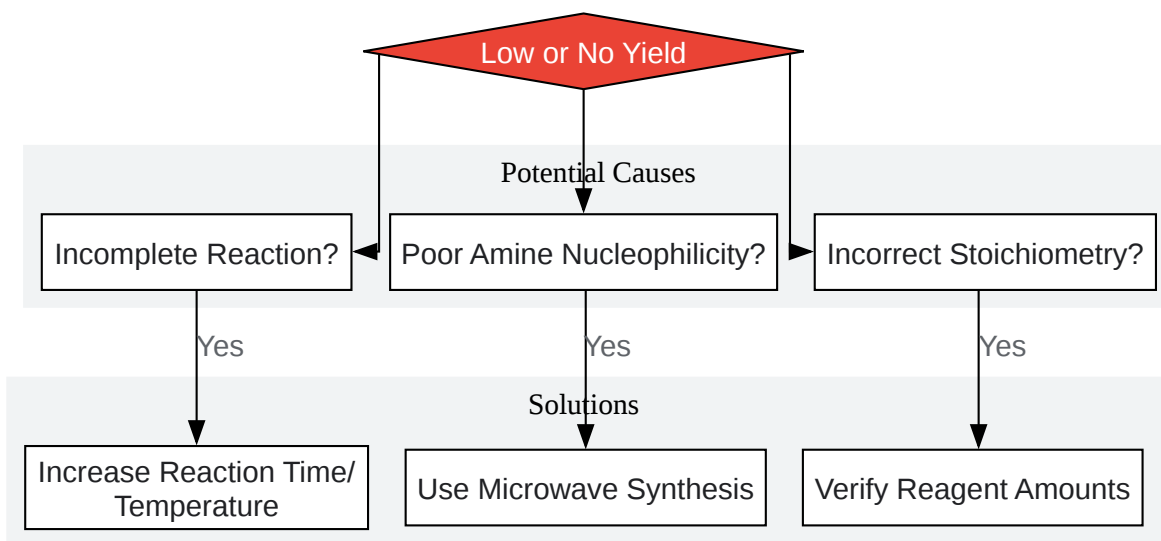 Low or No Yield
Potential Causes
Incomplete Reaction?
Poor Amine Nucleophilicity?
Incorrect Stoichiometry?
Yes
Yes
Yes
Solutions
Increase Reaction Time/
Temperature
Use Microwave Synthesis
Verify Reagent Amounts